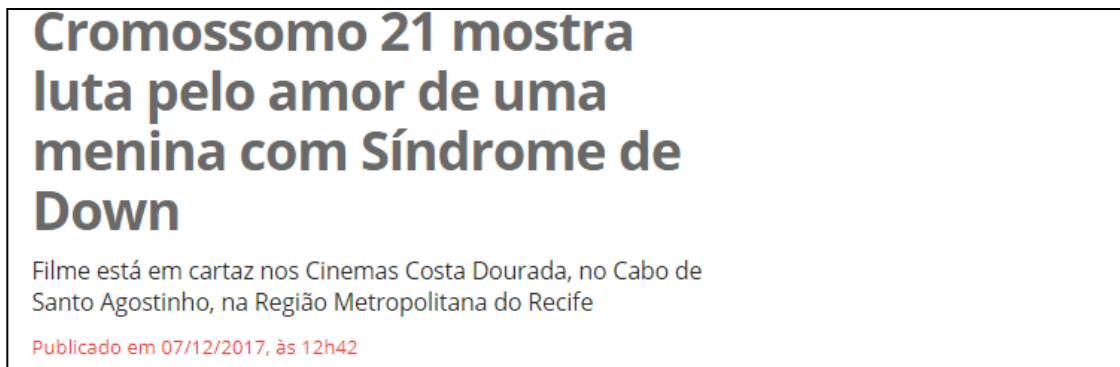 Cromossomo 21 mostra
luta pelo amor de uma
menina com Síndrome de
Down
Filme está em cartaz nos Cinemas Costa Dourada, no Cabo de
Santo Agostinho, na Região Metropolitana do Recife
Publicado em 07/12/2017, às 12h42